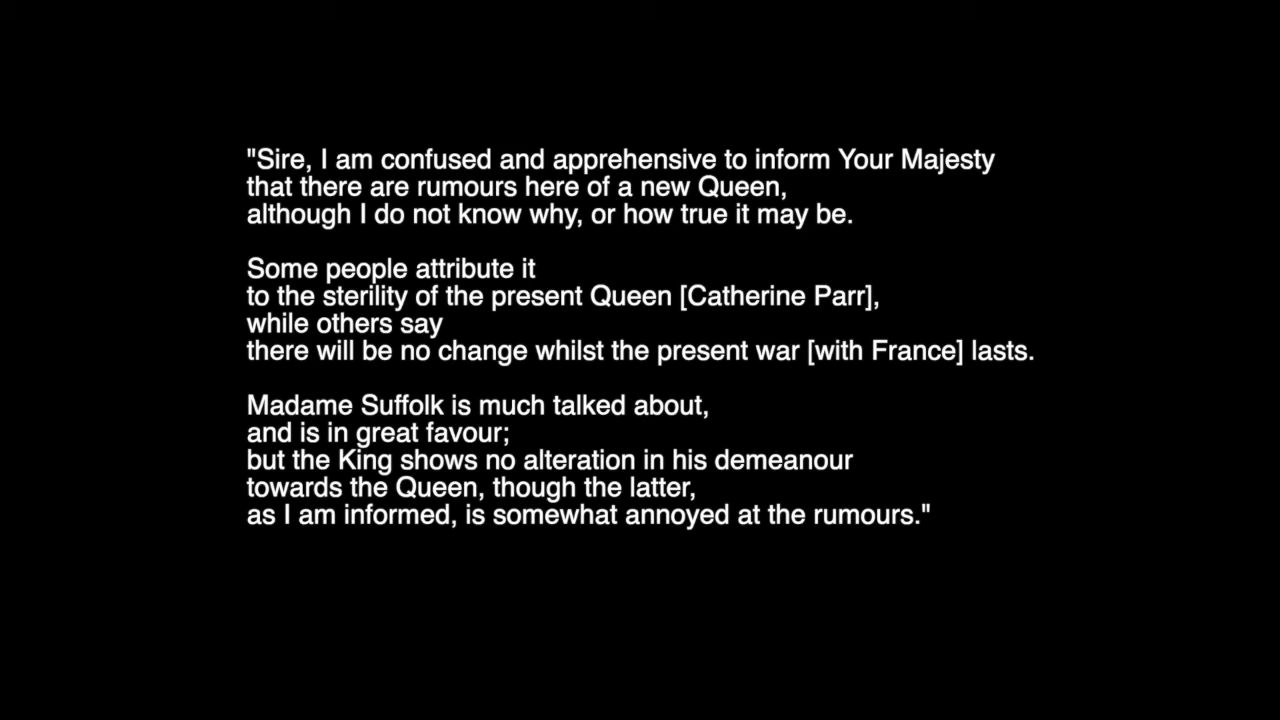 "Sire, I am confused and apprehensive to inform Your Majesty
that there are rumours here of a new Queen,
although I do not know why, or how true it may be.
Some people attribute it
to the sterility of the present Queen [Catherine Parr],
while others say
there will be no change whilst the present war [with France] lasts.
Madame Suffolk is much talked about,
and is in great favour;
but the King shows no alteration in his demeanour
towards the Queen, though the latter,
as I am informed, is somewhat annoyed at the rumours."